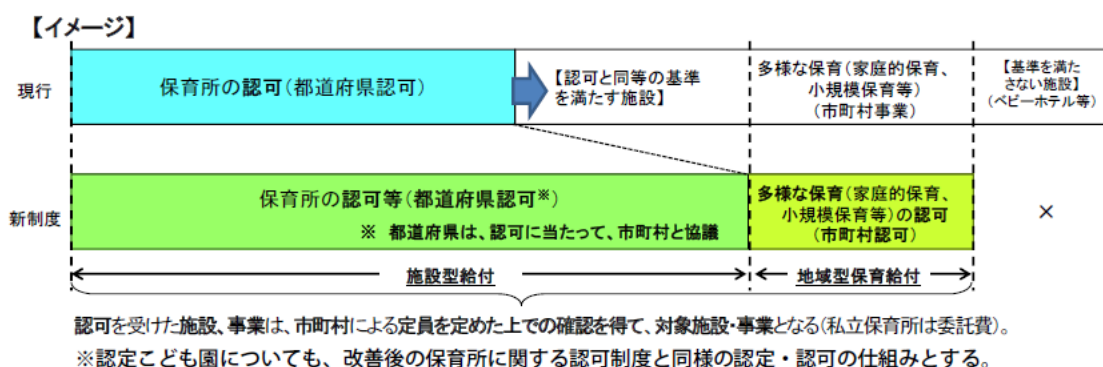 【イメージ】
現行
保育所の認可(都道府県認可)
【認可と同等の基準
を満たす施設】
多様な保育(家庭的保育、
小規模保育等)
(市町村事業)
【基準を満た
さない施設】
(ベビーホテル等)
新制度
保育所の認可等(都道府県認可※)
※ 都道府県は、認可に当たって、市町村と協議
多様な保育(家庭的保育、
小規模保育等)の認可
(市町村認可)
×
施設型給付
地域型保育給付
認可を受けた施設、事業は、市町村による定員を定めた上での確認を得て、対象施設・事業となる(私立保育所は委託費)。
※認定こども園についても、改善後の保育所に関する認可制度と同様の認定・認可の仕組みとする。